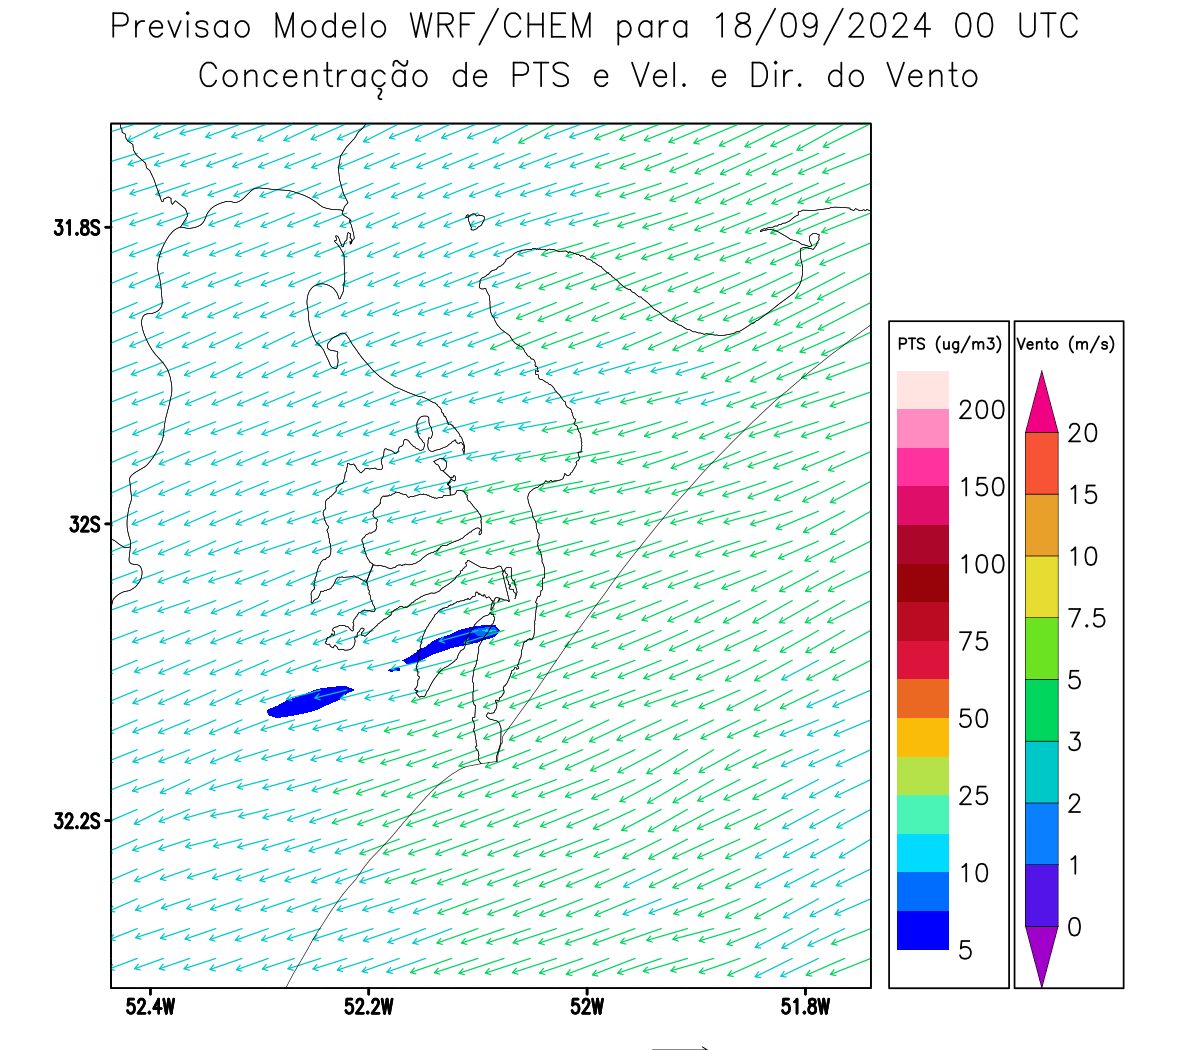 Previsao Modelo WRF/CHEM para 18/09/2024 00 UTC
Concentração de PTS e Vel. e Dir. do Vento
31.8S
32S
32.2S
52.4W
52.2W
52W
51.8W
PTS (ug/m3)
200
150
100
75
50
25
10
5
Vento (m/s)
20
15
10
7.5
5
3
2
1
0